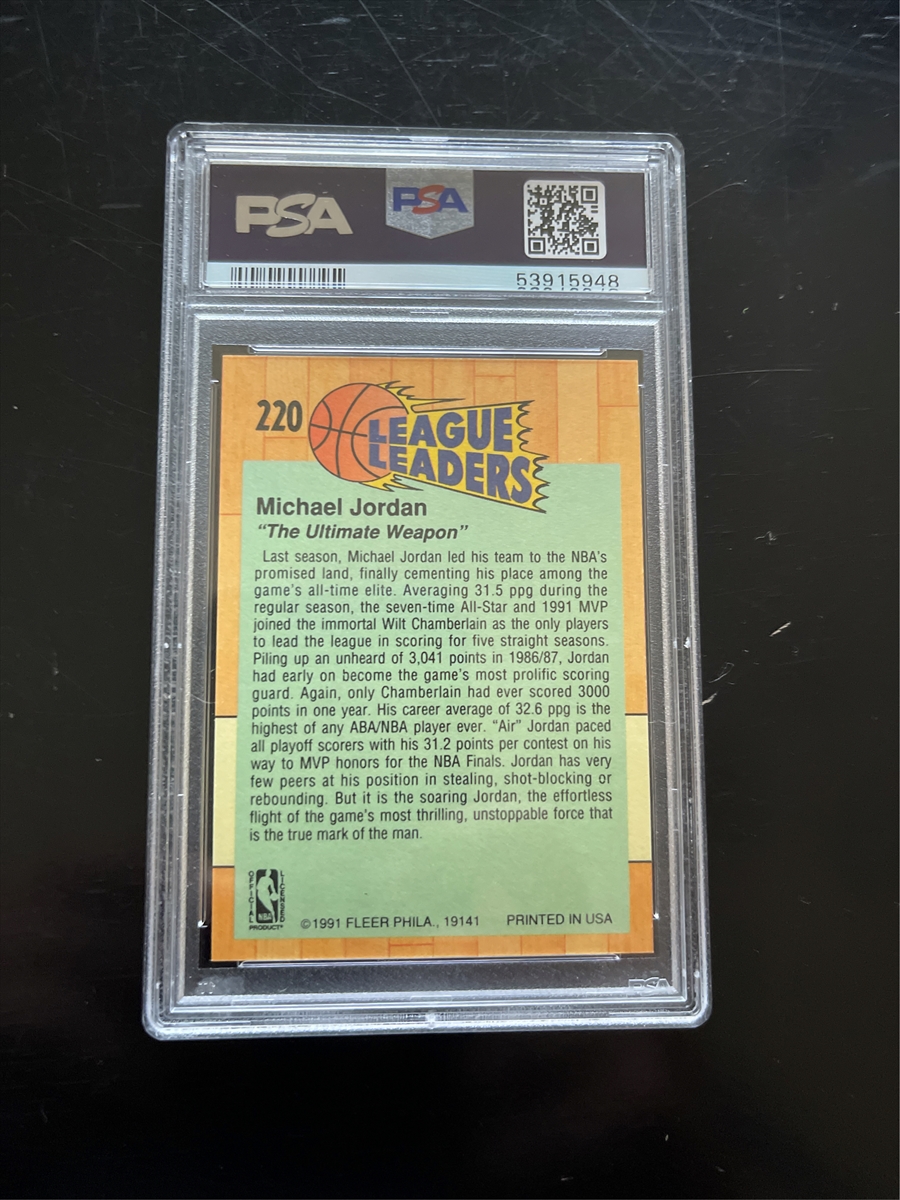 PSA
PSA
53915948
220
LEAGUE
LEADERS
Michael Jordan
“The Ultimate Weapon”
Last season, Michael Jordan led his team to the NBA's
promised land, finally cementing his place among the
game's all-time elite. Averaging 31.5 ppg during the
regular season, the seven-time All-Star and 1991 MVP
joined the immortal Wilt Chamberlain as the only players
to lead the league in scoring for five straight seasons.
Piling up an unheard of 3,041 points in 1986/87, Jordan
had early on become the game's most prolific scoring
guard. Again, only Chamberlain had ever scored 3000
points in one year. His career average of 32.6 ppg is the
highest of any ABA/NBA player ever. “Air” Jordan paced
all playoff scorers with his 31.2 points per contest on his
way to MVP honors for the NBA Finals. Jordan has very
few peers at his position in stealing, shot-blocking or
rebounding. But it is the soaring Jordan, the effortless
flight of the game's most thrilling, unstoppable force that
is the true mark of the man.
OFFICIAL
NBA
LICENSED
PRODUCT
©1991 FLEER PHILA., 19141
PRINTED IN USA
PSA